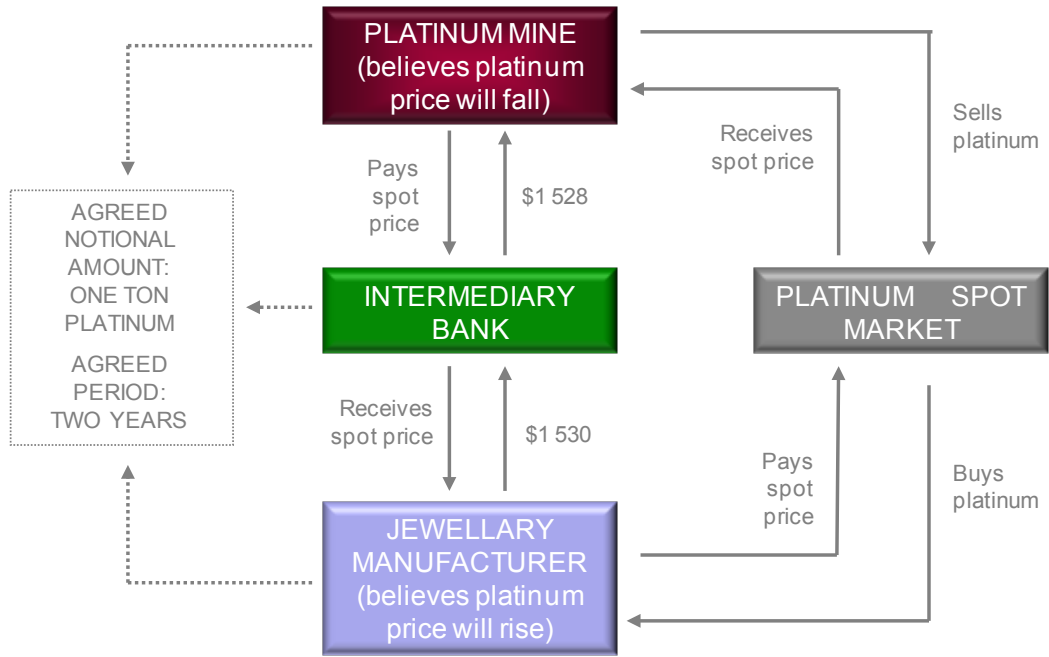 PLATINUM MINE
(believes platinum
price will fall)
Sells
platinum
Receives
spot price
Pays
spot
price
$1 528
AGREED
NOTIONAL
AMOUNT:
ONE TON
PLATINUM
AGREED
PERIOD:
TWO YEARS
INTERMEDIARY
BANK
PLATINUM SPOT
MARKET
Receives
spot price
$1 530
Pays
spot
price
Buys
platinum
JEWELLARY
MANUFACTURER
(believes platinum
price will rise)